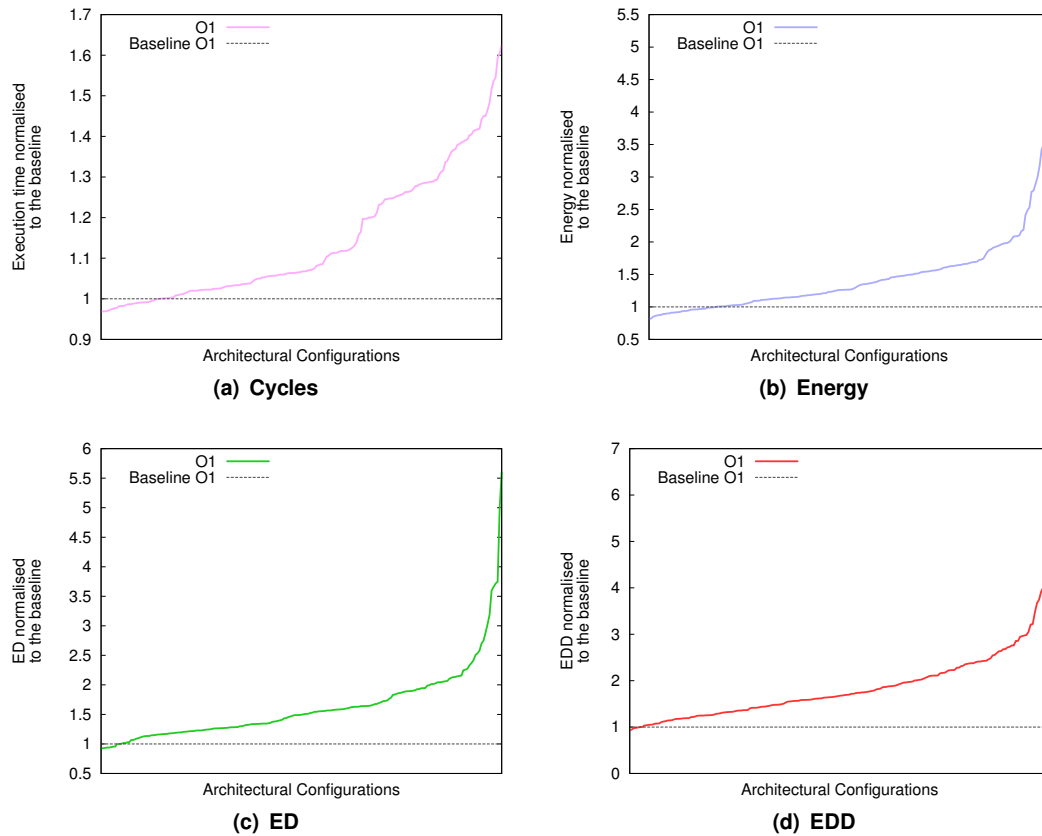 1.7
1.6
1.5
1.4
1.3
1.2
1.1
1
0.9
Execution time normalised
to the baseline
O1
Baseline O1
Architectural Configurations
(a) Cycles
5.5
5
4.5
4
3.5
3
2.5
2
1.5
1
0.5
Energy normalised
to the baseline
O1
Baseline O1
Architectural Configurations
(b) Energy
6
5.5
5
4.5
4
3.5
3
2.5
2
1.5
1
0.5
ED normalised
to the baseline
O1
Baseline O1
Architectural Configurations
(c) ED
7
6
5
4
3
2
1
0
EDD normalised
to the baseline
O1
Baseline O1
Architectural Configurations
(d) EDD